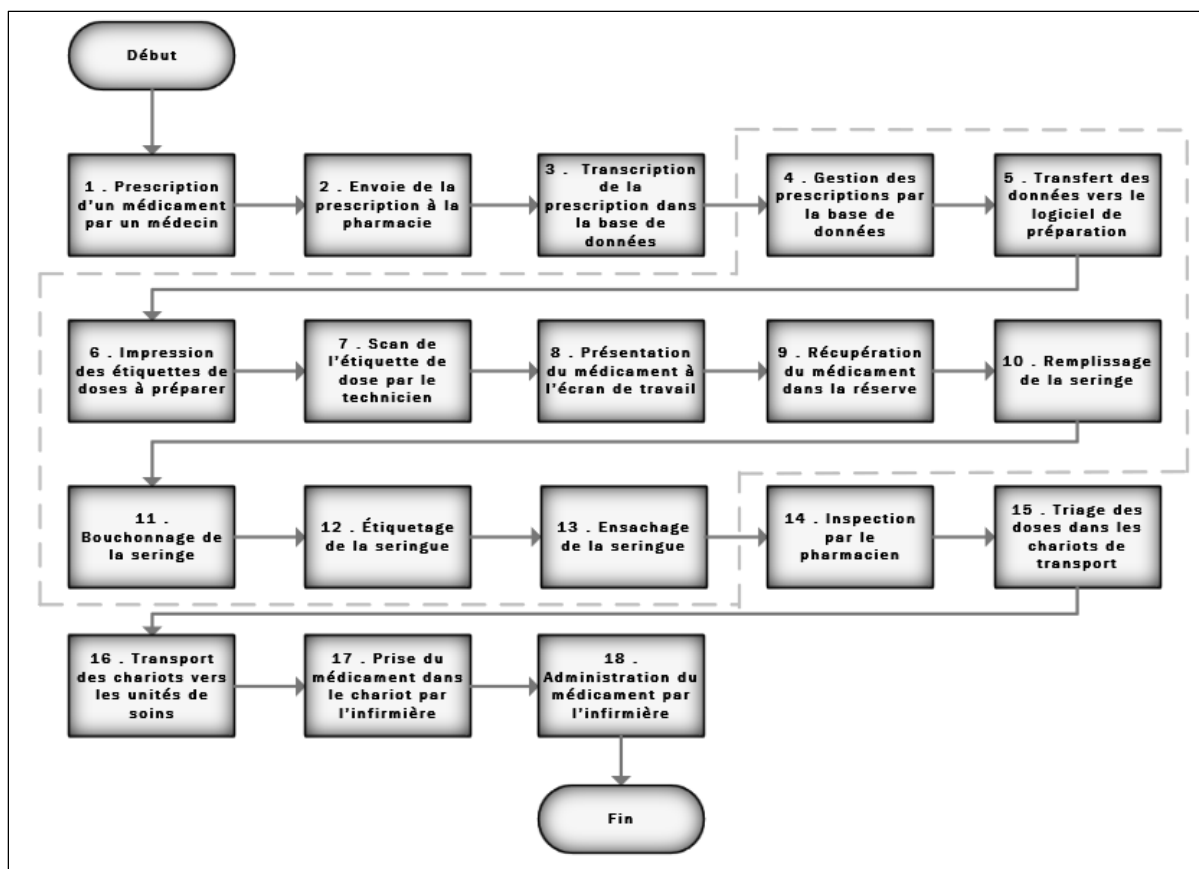 Début
1 . Prescription
d'un médicament
par un médecin
2 . Envoie de la
prescription à la
pharmacie
3 . Transcription
de la
prescription dans
la base de
données
4 . Gestion des
prescriptions par
la base de
données
5 . Transfert des
données vers le
logiciel de
préparation
6 . Impression
des étiquettes de
doses à préparer
7 . Scan de
l'étiquette de
dose par le
technicien
8 . Présentation
du médicament à
l'écran de travail
9 . Récupération
du médicament
dans la réserve
10 . Remplissage
de la seringe
11 .
Bouchonnage de
la seringe
12 . Étiquetage
de la seringue
13 . Ensachage
de la seringue
14 . Inspection
par le
pharmacien
15 . Triage des
doses dans les
chariots de
transport
16 . Transport
des chariots vers
les unités de
soins
17 . Prise du
médicament dans
le chariot par
l'infirmière
18 .
Administration du
médicament par
l'infirmière
Fin